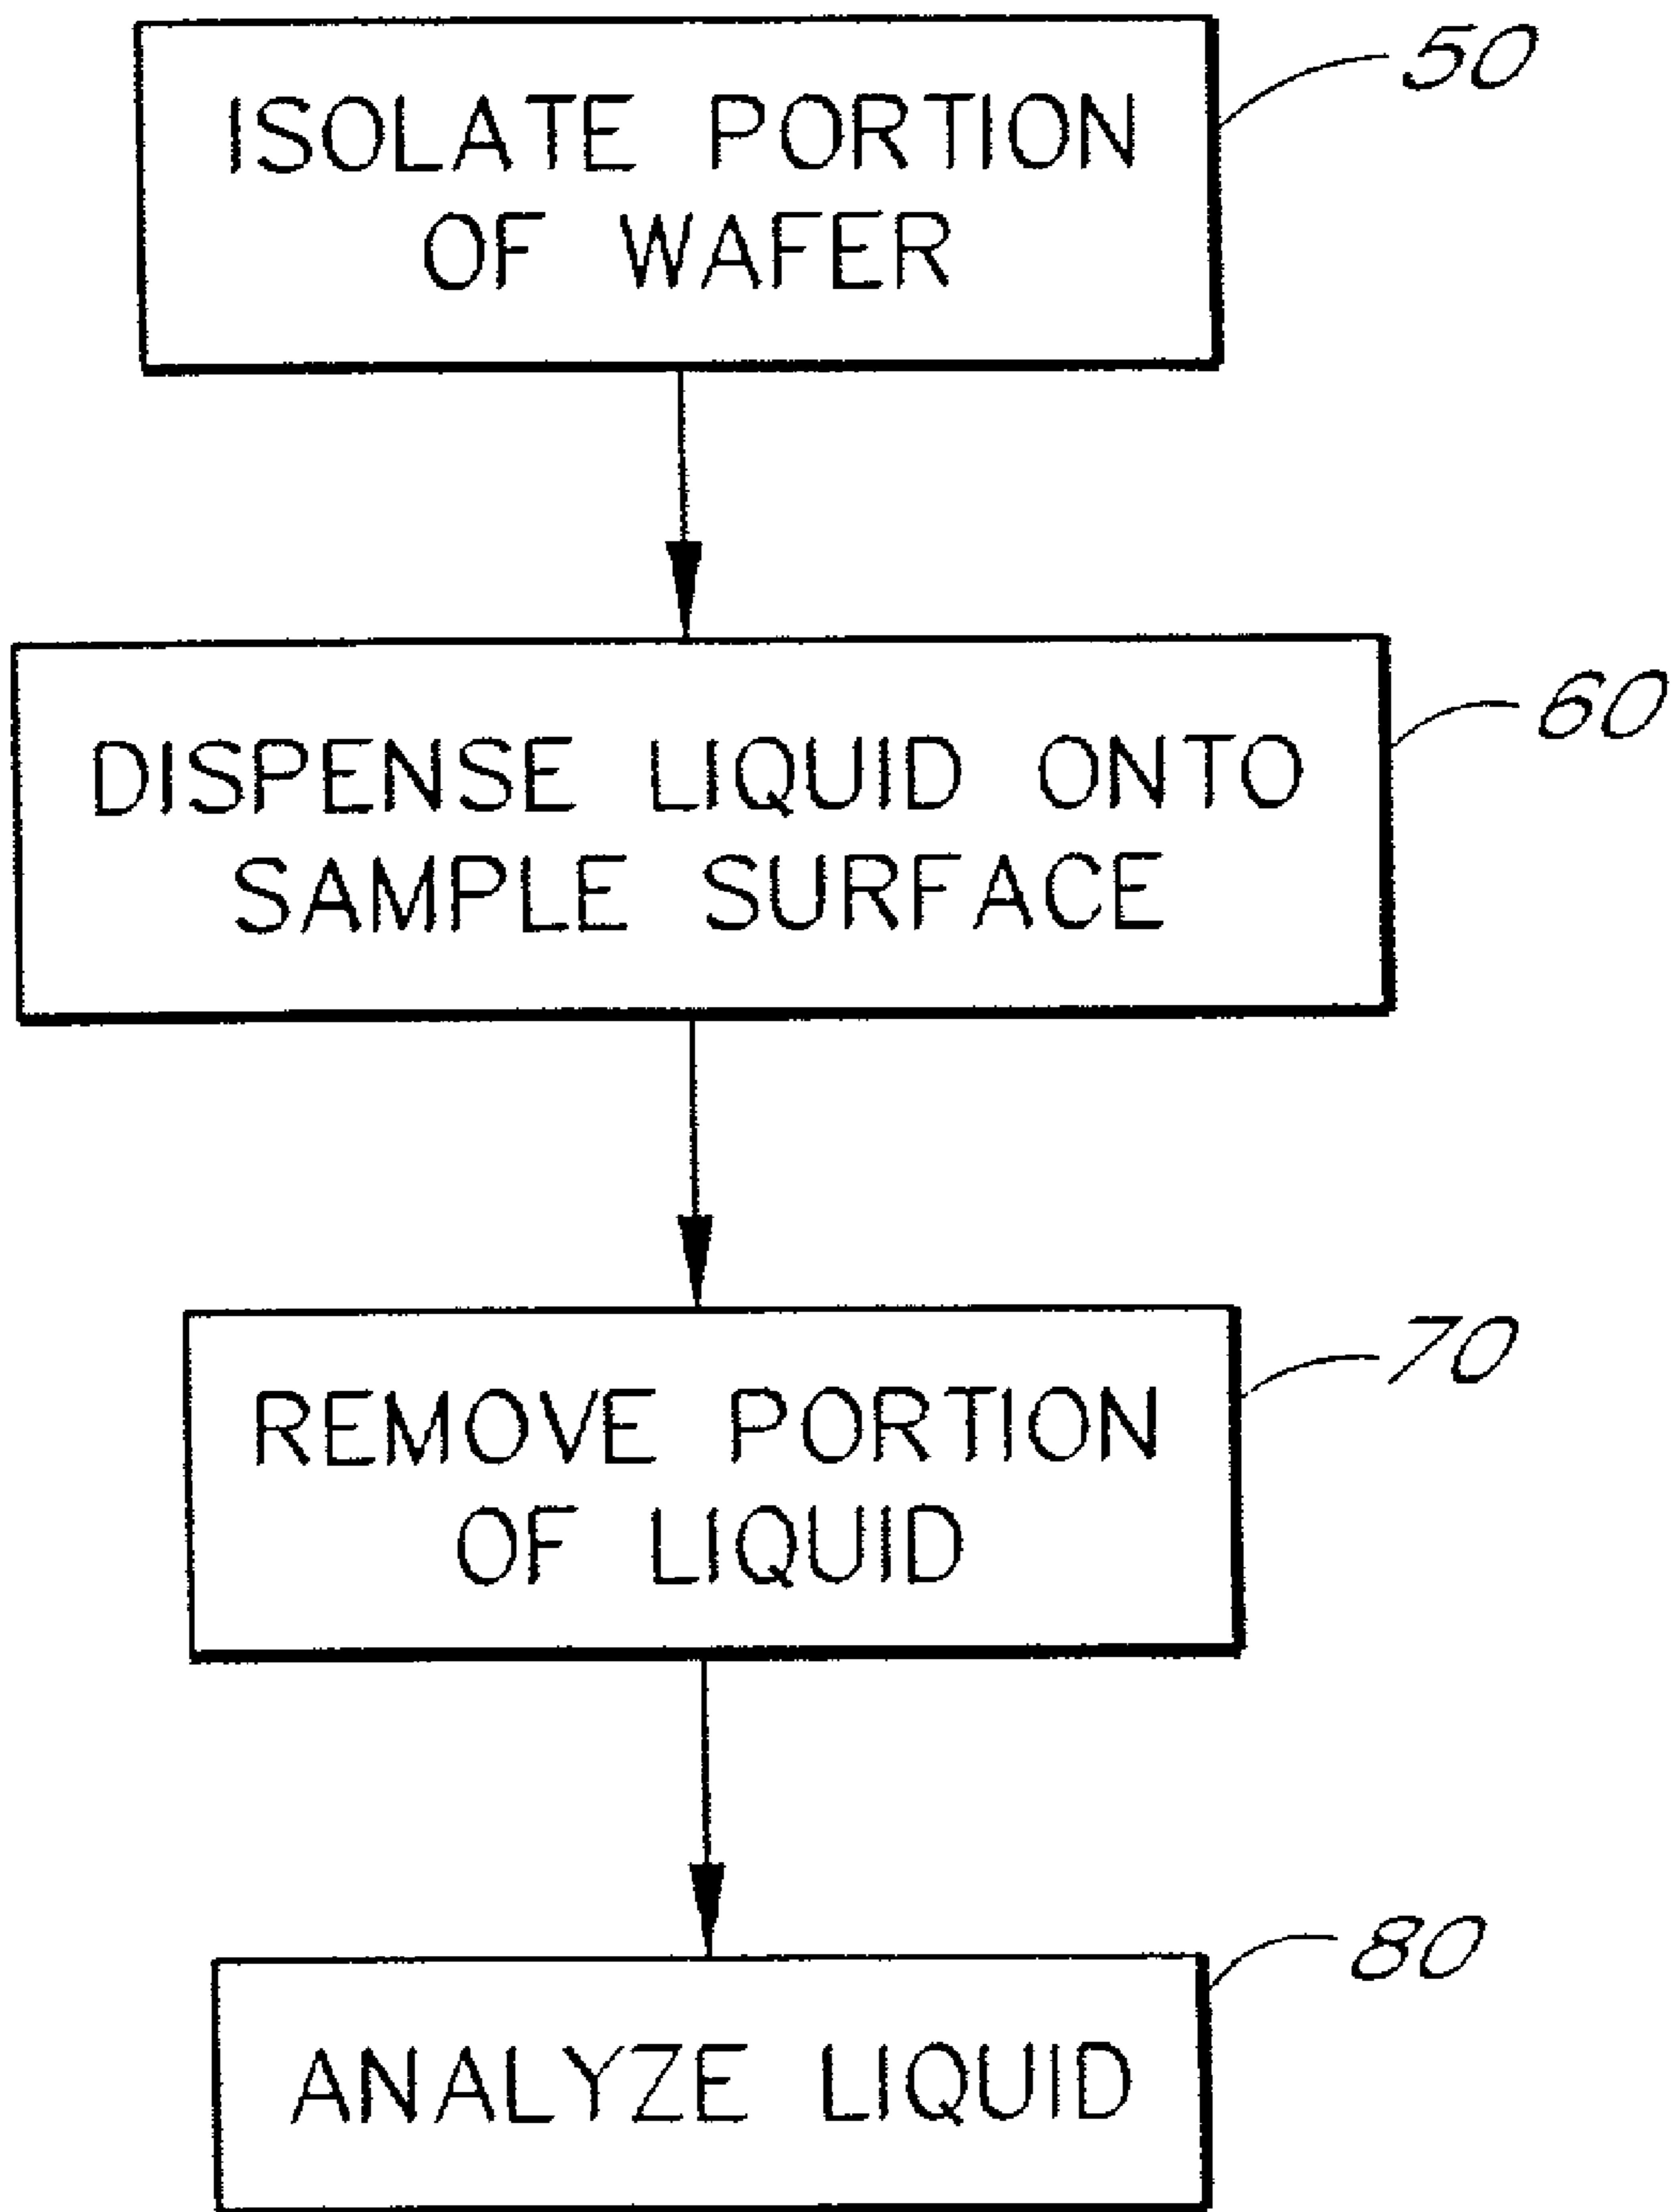 50
ISOLATE PORTION
OF WAFER
60
DISPENSE LIQUID ONTO
SAMPLE SURFACE
70
REMOVE PORTION
OF LIQUID
80
ANALYZE LIQUID